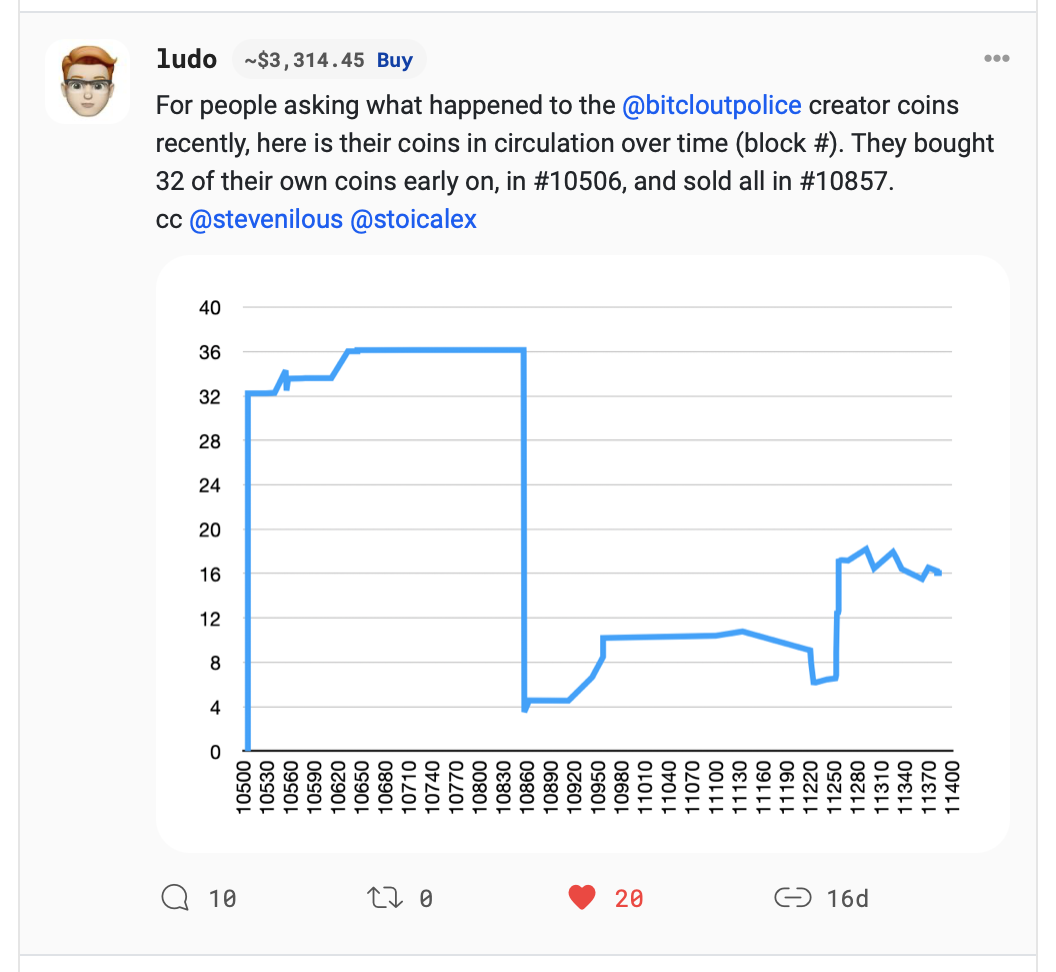 ludo ~$3,314.45 Buy
For people asking what happened to the @bitcloutpolice creator coins
recently, here is their coins in circulation over time (block #). They bought
32 of their own coins early on, in #10506, and sold all in #10857.
cc @stevenilous @stoicalex
40
36
32
28
24
20
16
12
8
4
0
10500 10530 10560 10590 10620 10650 10680 10710 10740 10770 10800 10830 10860 10890 10920 10950 10980 11010 11040 11070 11100 11130 11160 11190 11220 11250 11280 11310 11340 11370 11400
10 0 20 16d